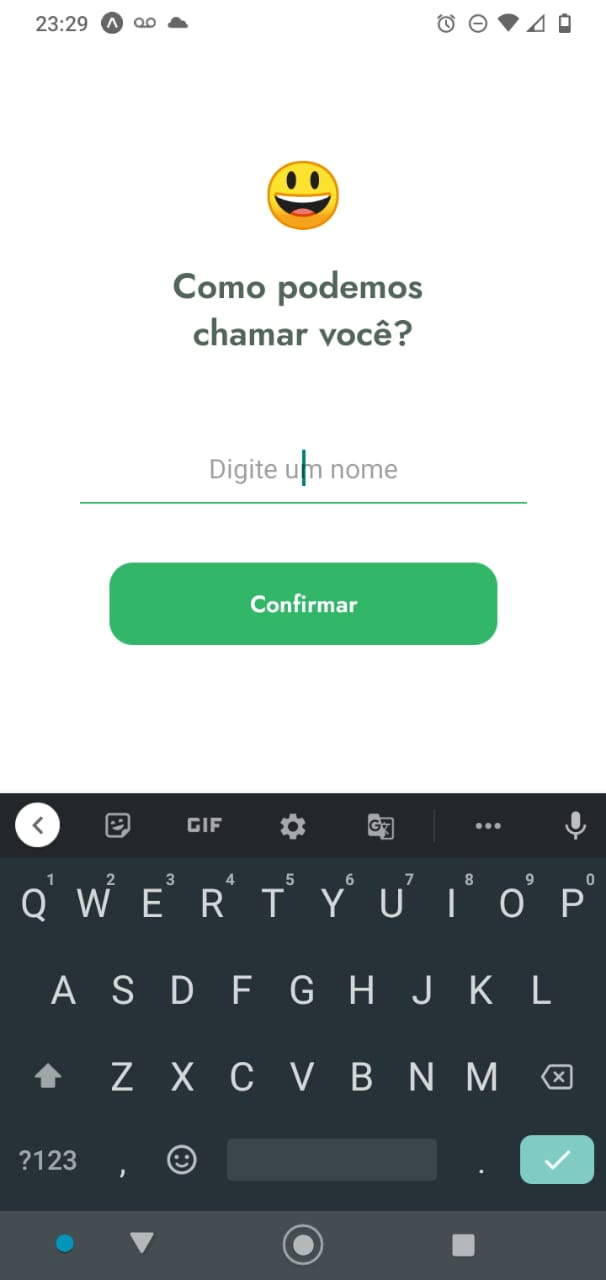 23:29
Como podemos
chamar você?
Digite um nome
Confirmar
GIF
1 2 3 4 5 6 7 8 9 0
Q W E R T Y U I O P
A S D F G H J K L
Z X C V B N M
?123 , .